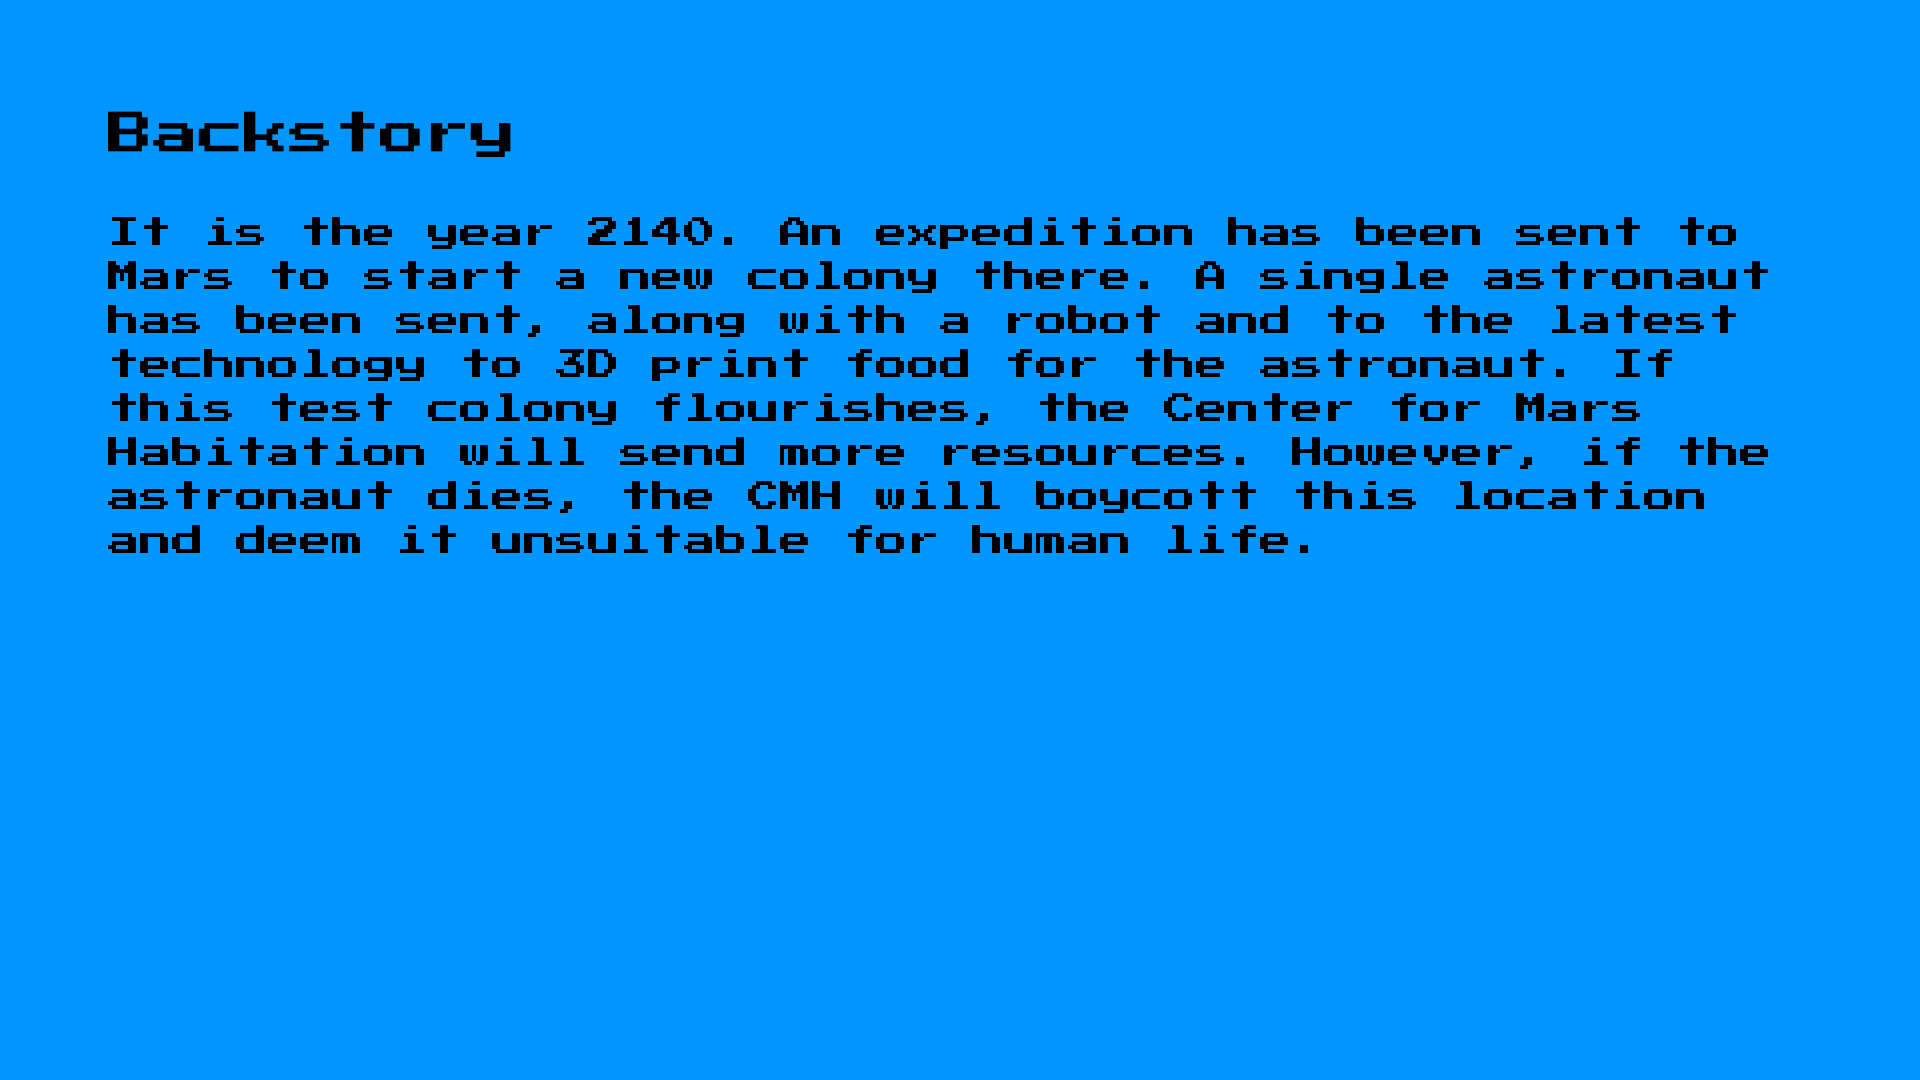 Backstory
It is the year 2140. An expedition has been sent to
Mars to start a new colony there. A single astronaut
has been sent, along with a robot and to the latest
technology to 3D print food for the astronaut. If
this test colony flourishes, the Center for Mars
Habitation will send more resources. However, if the
astronaut dies, the CMH will boycott this location
and deem it unsuitable for human life.